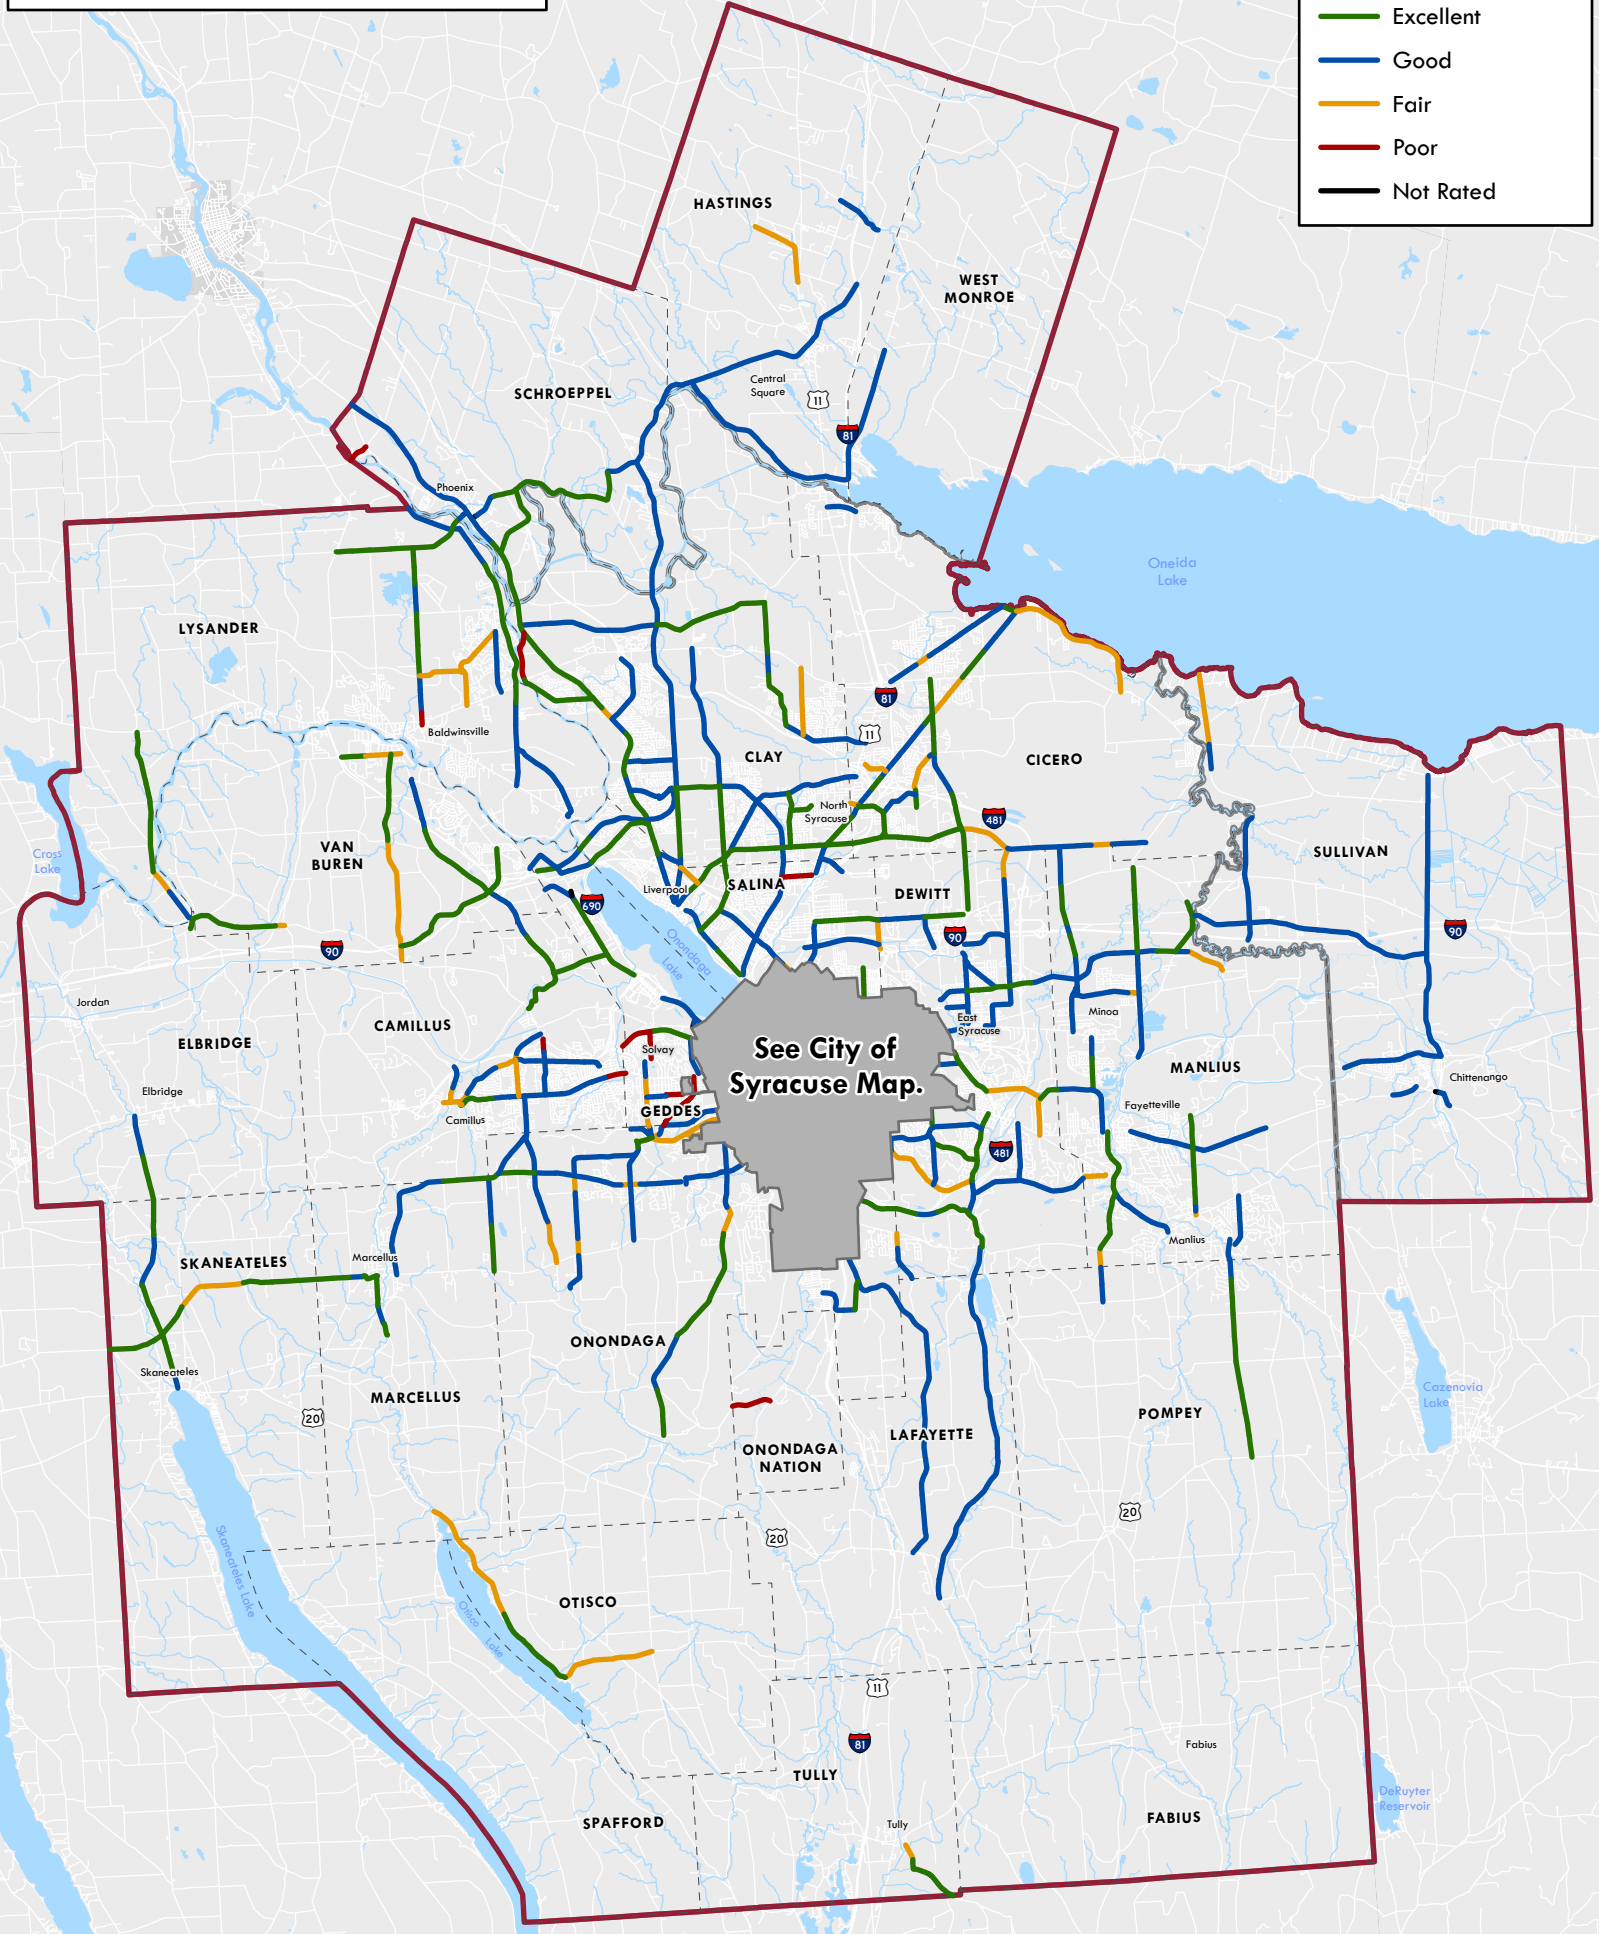 Excellent
Good
Fair
Poor
Not Rated
HASTINGS
WEST
MONROE
SCHROEPPEL
Central
Square
11
81
Phoenix
Oneida
Lake
LYSANDER
81
11
Baldwinsville
CLAY
CICERO
North
Syracuse
481
VAN
BUREN
Cross
Lake
SULLIVAN
Liverpool
SALINA
DEWITT
690
90
90
90
Onondaga
Lake
Jordan
CAMILLUS
ELBRIDGE
East
Syracuse
Minoa
See City of
Syracuse Map.
Solvay
MANLIUS
Chittenango
Elbridge
GEDDES
Camillus
Fayetteville
481
Manlius
SKANEATELES
Marcellus
ONONDAGA
Skaneateles
MARCELLUS
20
Cazenovia
Lake
POMPEY
LAFAYETTE
ONONDAGA
NATION
20
20
Skaneateles Lake
OTISCO
Otisco
Lake
11
81
Fabius
TULLY
DeRuyter
Reservoir
SPAFFORD
Tully
FABIUS